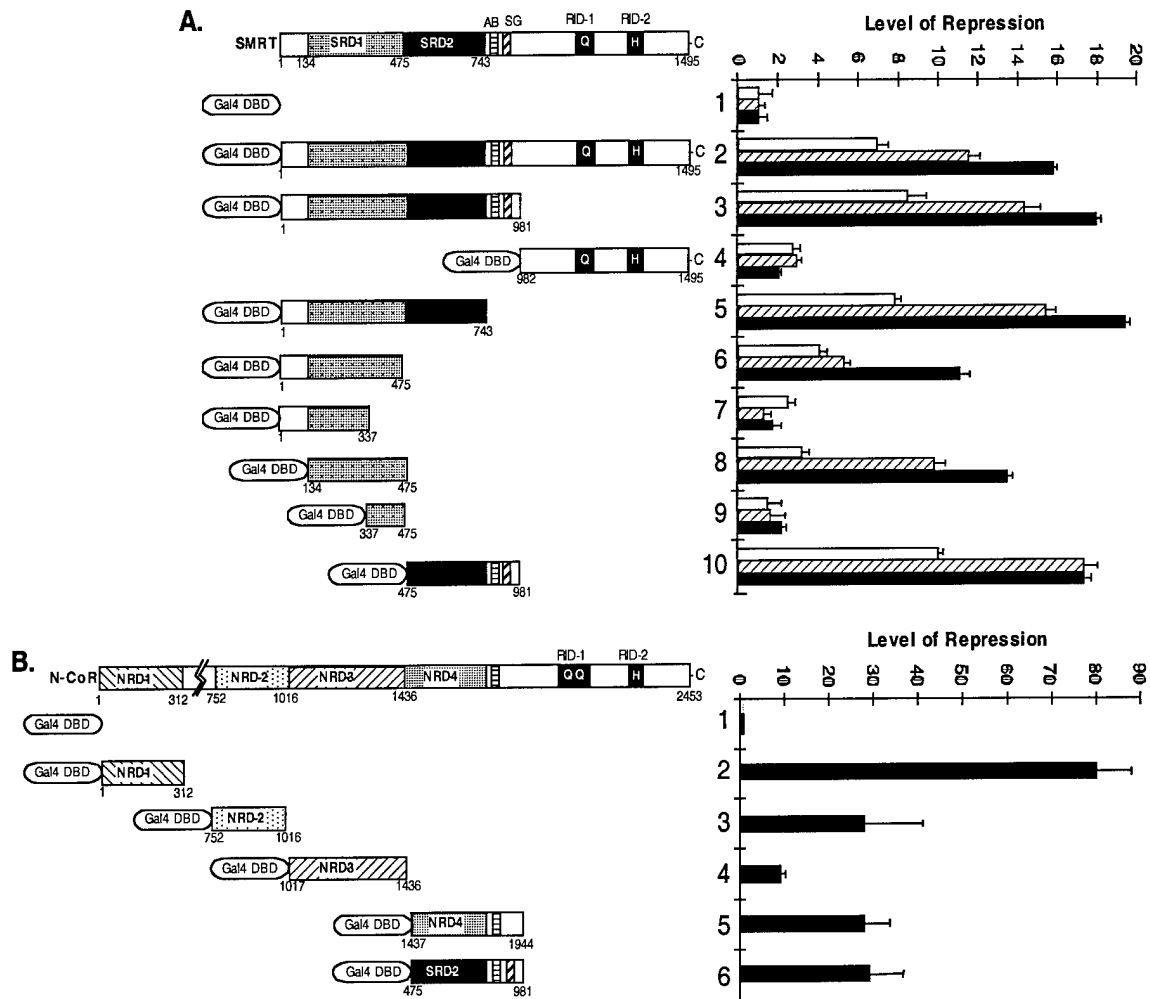 A.
AB SG RID-1 RID-2
SMRT SRD-1 SRD-2 Q H C
1 134 475 743 1495
Level of Repression
0 2 4 6 8 10 12 14 16 18 20
Gal4 DBD
1
Gal4 DBD Q H C
1 1495
2
Gal4 DBD
1 981
3
Gal4 DBD Q H C
982 1495
4
Gal4 DBD
1 743
5
Gal4 DBD
1 475
6
Gal4 DBD
1 337
7
Gal4 DBD
134 475
8
Gal4 DBD
337 475
9
Gal4 DBD
475 981
10
B.
RID-1 RID-2
N-CoR NRD1 NRD-2 NRD3 NRD4 QQ H C
1 312 752 1016 1436 2453
Level of Repression
0 10 20 30 40 50 60 70 80 90
Gal4 DBD
1
Gal4 DBD NRD1
1 312
2
Gal4 DBD NRD-2
752 1016
3
Gal4 DBD NRD3
1017 1436
4
Gal4 DBD NRD4
1437 1944
5
Gal4 DBD SRD-2
475 981
6